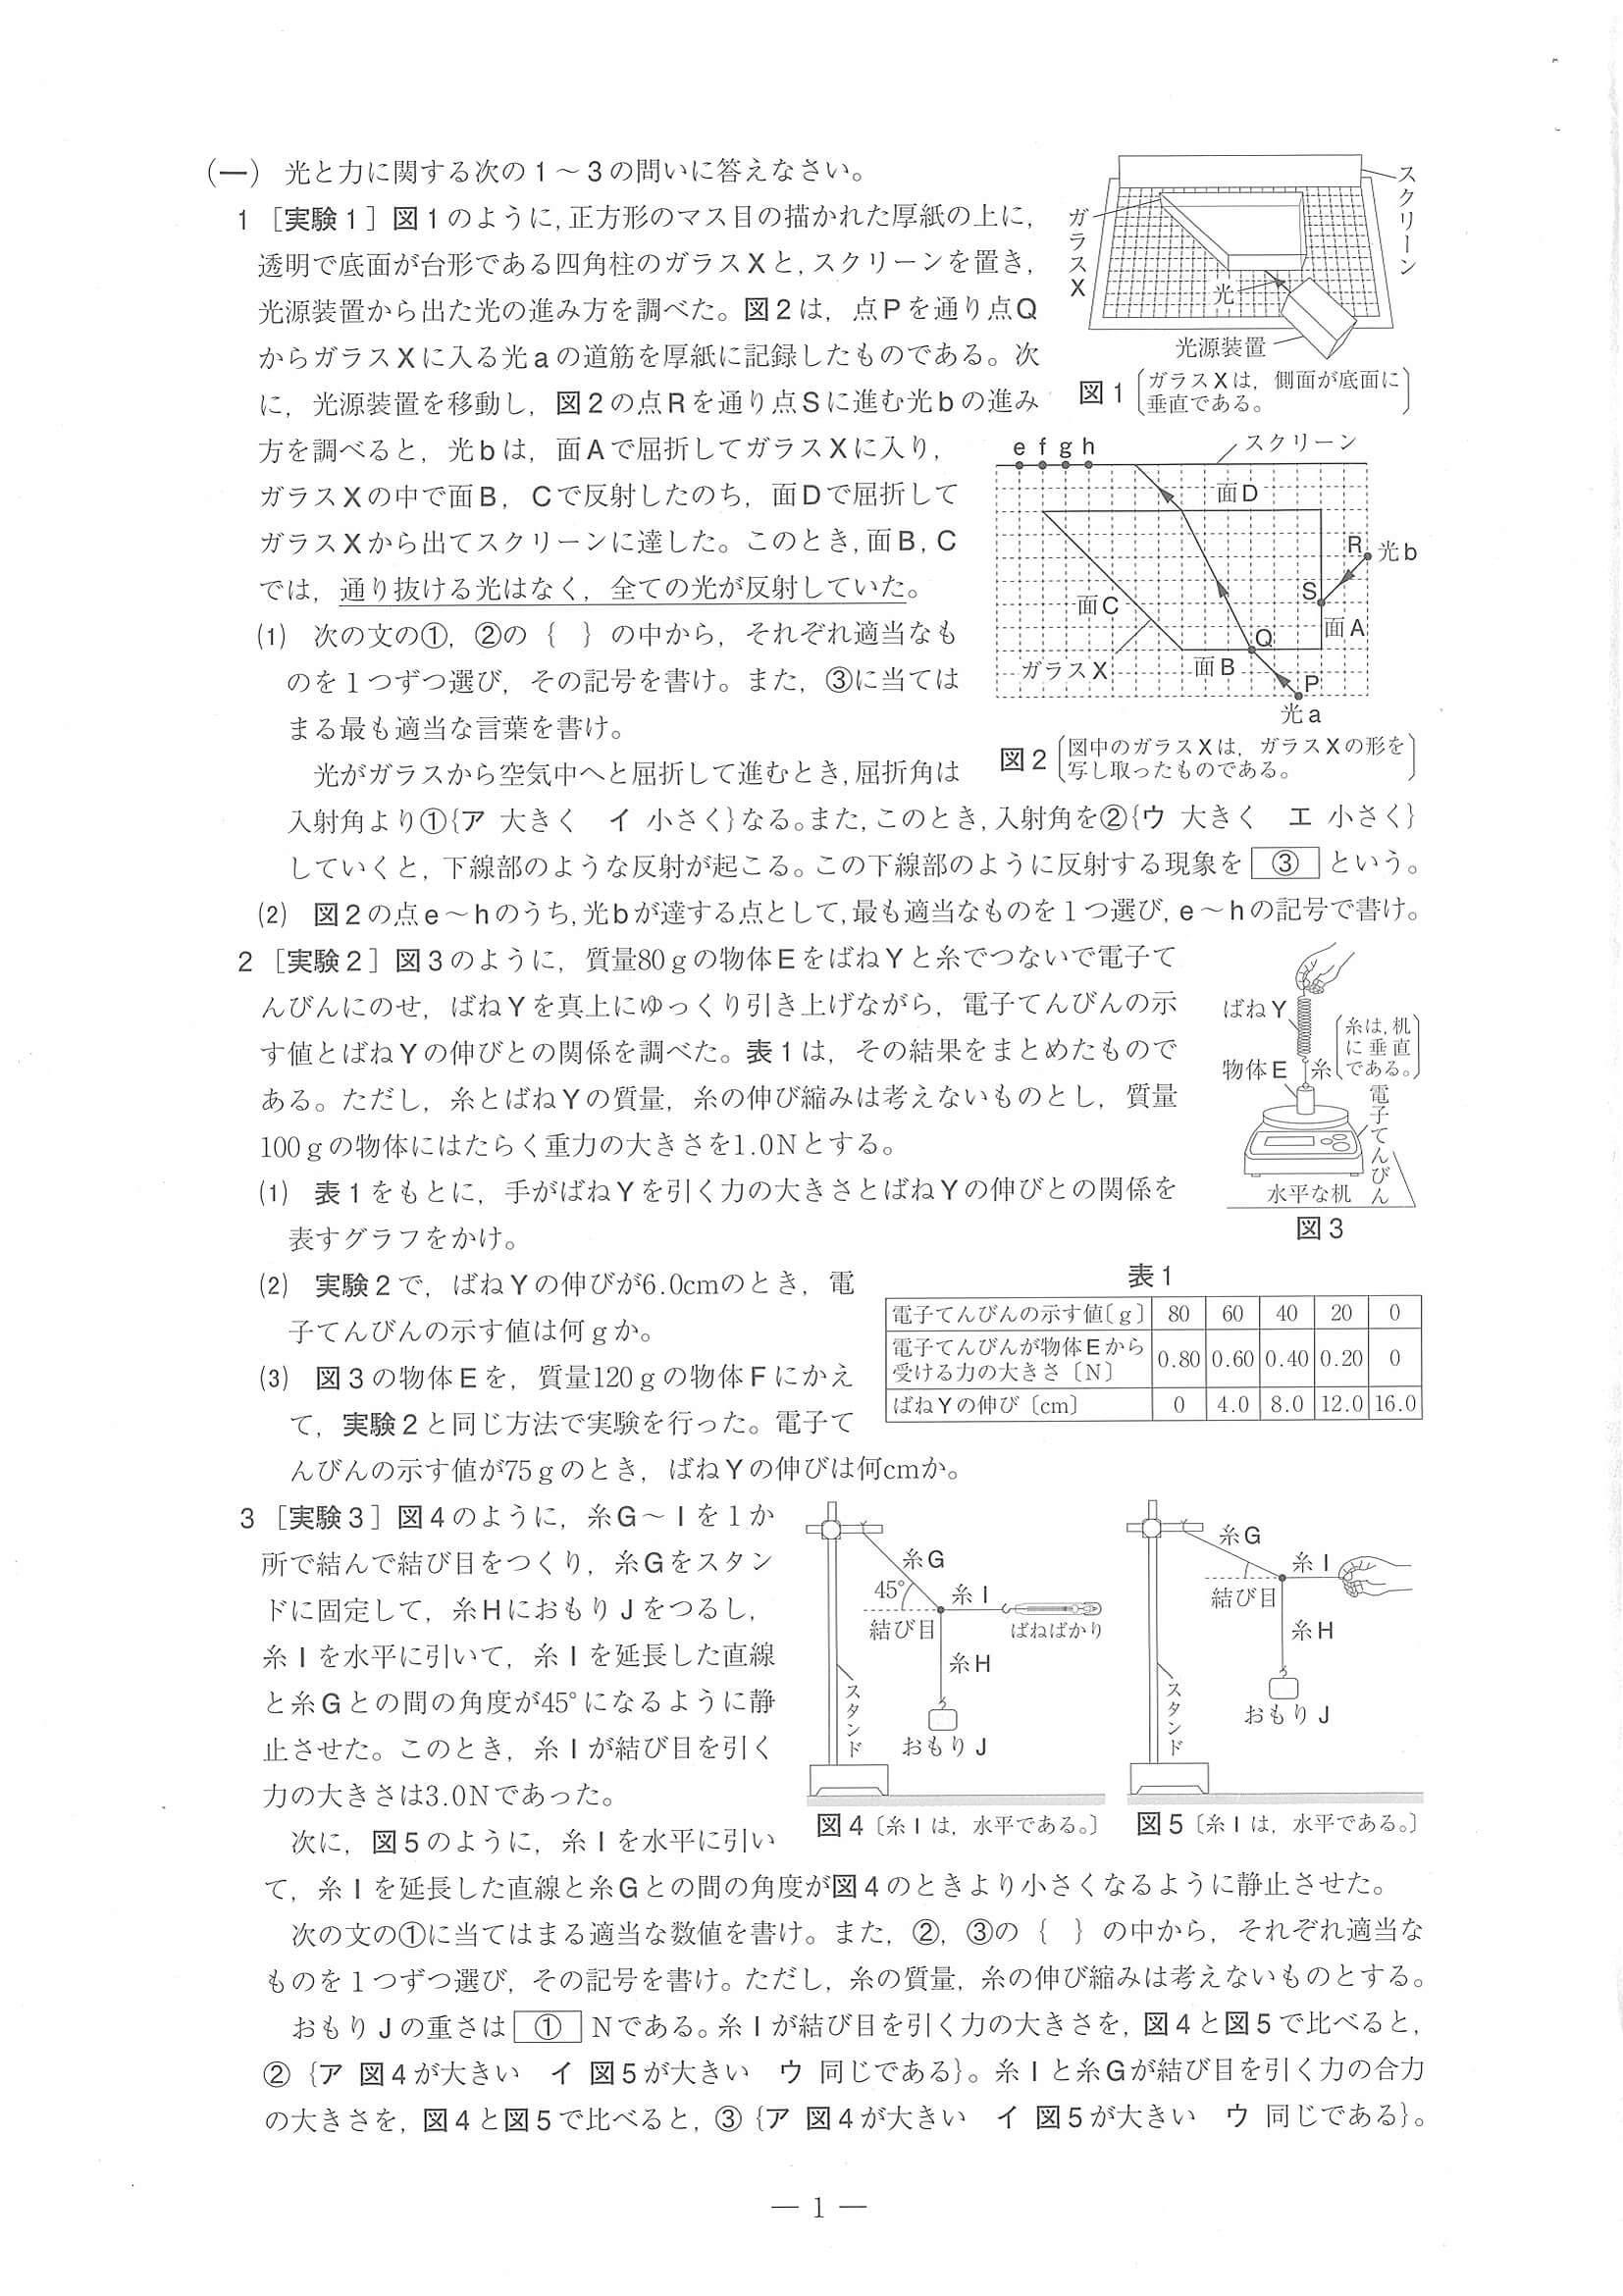 (一) 光と力に関する次の1～3の問いに答えなさい。
1 ［実験1］図1のように,正方形のマス目の描かれた厚紙の上に,
透明で底面が台形である四角柱のガラスXと,スクリーンを置き,
光源装置から出た光の進み方を調べた。図2は，点Pを通り点Q
からガラスXに入る光aの道筋を厚紙に記録したものである。次
に，光源装置を移動し，図2の点Rを通り点Sに進む光bの進み
方を調べると，光bは，面Aで屈折してガラスXに入り，
ガラスXの中で面B，Cで反射したのち，面Dで屈折して
ガラスXから出てスクリーンに達した。このとき,面B,C
では，通り抜ける光はなく，全ての光が反射していた。
スクリーン
ガラスX
光
光源装置
図1〔ガラスXは，側面が底面に
垂直である。〕
e f g h
スクリーン
面D
R
光b
S
面C
面A
Q
ガラスX
面B
P
光a
図2〔図中のガラスXは，ガラスXの形を
写し取ったものである。〕
(1) 次の文の①，②の｛ ｝の中から，それぞれ適当なも
のを1つずつ選び，その記号を書け。また，③に当ては
まる最も適当な言葉を書け。
光がガラスから空気中へと屈折して進むとき,屈折角は
入射角より①{ア 大きく イ 小さく}なる。また,このとき,入射角を②{ウ 大きく エ 小さく}
していくと,下線部のような反射が起こる。この下線部のように反射する現象を ③ という。
(2) 図2の点e～hのうち,光bが達する点として,最も適当なものを1つ選び,e～hの記号で書け。
2 ［実験2］図3のように，質量80gの物体EをばねYと糸でつないで電子て
んびんにのせ，ばねYを真上にゆっくり引き上げながら，電子てんびんの示
す値とばねYの伸びとの関係を調べた。表1は，その結果をまとめたもので
ある。ただし，糸とばねYの質量，糸の伸び縮みは考えないものとし，質量
100gの物体にはたらく重力の大きさを1.0Nとする。
(1) 表1をもとに，手がばねYを引く力の大きさとばねYの伸びとの関係を
表すグラフをかけ。
(2) 実験2で，ばねYの伸びが6.0cmのとき，電
子てんびんの示す値は何gか。
(3) 図3の物体Eを，質量120gの物体Fにかえ
て，実験2と同じ方法で実験を行った。電子て
んびんの示す値が75gのとき，ばねYの伸びは何cmか。
ばねY
〔糸は,机
に垂直
である。〕
物体E
糸
電子てんびん
水平な机
図3
表1
電子てんびんの示す値〔g〕 80 60 40 20 0
電子てんびんが物体Eから
受ける力の大きさ〔N〕 0.80 0.60 0.40 0.20 0
ばねYの伸び〔cm〕 0 4.0 8.0 12.0 16.0
3 ［実験3］図4のように，糸G～Iを1か
所で結んで結び目をつくり，糸Gをスタン
ドに固定して，糸HにおもりJをつるし，
糸Iを水平に引いて，糸Iを延長した直線
と糸Gとの間の角度が45°になるように静
止させた。このとき，糸Iが結び目を引く
力の大きさは3.0Nであった。
糸G
45°
糸I
結び目
ばねばかり
糸H
スタンド
おもりJ
図4〔糸Iは，水平である。〕
糸G
糸I
結び目
糸H
スタンド
おもりJ
図5〔糸Iは，水平である。〕
次に，図5のように，糸Iを水平に引い
て，糸Iを延長した直線と糸Gとの間の角度が図4のときより小さくなるように静止させた。
次の文の①に当てはまる適当な数値を書け。また，②，③の｛ ｝の中から，それぞれ適当な
ものを1つずつ選び，その記号を書け。ただし，糸の質量，糸の伸び縮みは考えないものとする。
おもりJの重さは ① Nである。糸Iが結び目を引く力の大きさを,図4と図5で比べると,
②｛ア 図4が大きい イ 図5が大きい ウ 同じである｝。糸Iと糸Gが結び目を引く力の合力
の大きさを,図4と図5で比べると,③｛ア 図4が大きい イ 図5が大きい ウ 同じである｝。
— 1 —